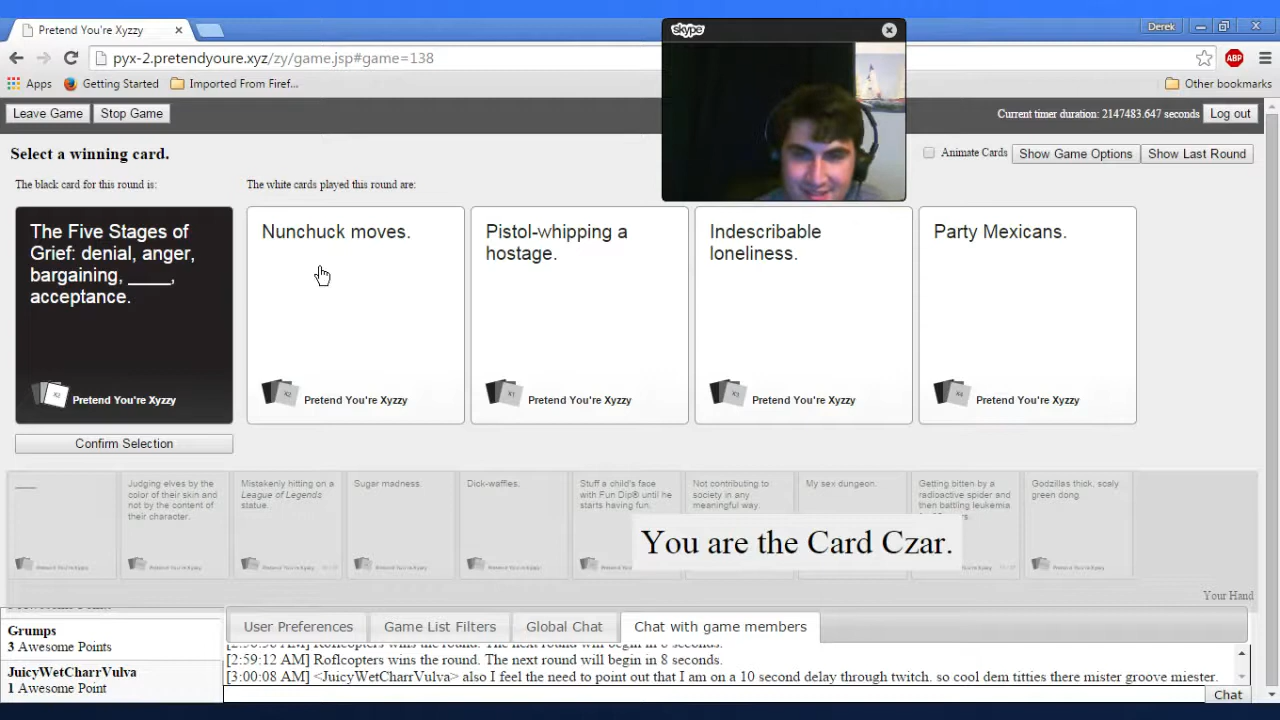 Pretend You're Xyzzy
Derek
pyx-2.pretendyoure.xyz/zy/game.jsp#game=138
ABP
Apps
Getting Started
Imported From Firef...
Other bookmarks
skype
Leave Game
Stop Game
Current timer duration: 2147483.647 seconds
Log out
Select a winning card.
Animate Cards
Show Game Options
Show Last Round
The black card for this round is:
The white cards played this round are:
The Five Stages of
Grief: denial, anger,
bargaining, ____,
acceptance.
Pretend You're Xyzzy
Nunchuck moves.
Pretend You're Xyzzy
Pistol-whipping a
hostage.
Pretend You're Xyzzy
Indescribable
loneliness.
Pretend You're Xyzzy
Party Mexicans.
Pretend You're Xyzzy
Confirm Selection
____
Judging elves by the
color of their skin and
not by the content of
their character.
Mistakenly hitting on a
League of Legends
statue.
Sugar madness.
Dick-waffles.
Stuff a child's face
with Fun Dip® until he
starts having fun.
Not contributing to
society in any
meaningful way.
My sex dungeon.
Getting bitten by a
radioactive spider and
then battling leukemia
Godzillas thick, scaly
green dong.
You are the Card Czar.
Your Hand
Grumps
3 Awesome Points
JuicyWetCharrVulva
1 Awesome Point
User Preferences
Game List Filters
Global Chat
Chat with game members
[2:59:12 AM] Roflcopters wins the round. The next round will begin in 8 seconds.
[3:00:08 AM] <JuicyWetCharrVulva> also I feel the need to point out that I am on a 10 second delay through twitch. so cool dem titties there mister groove miester.
Chat